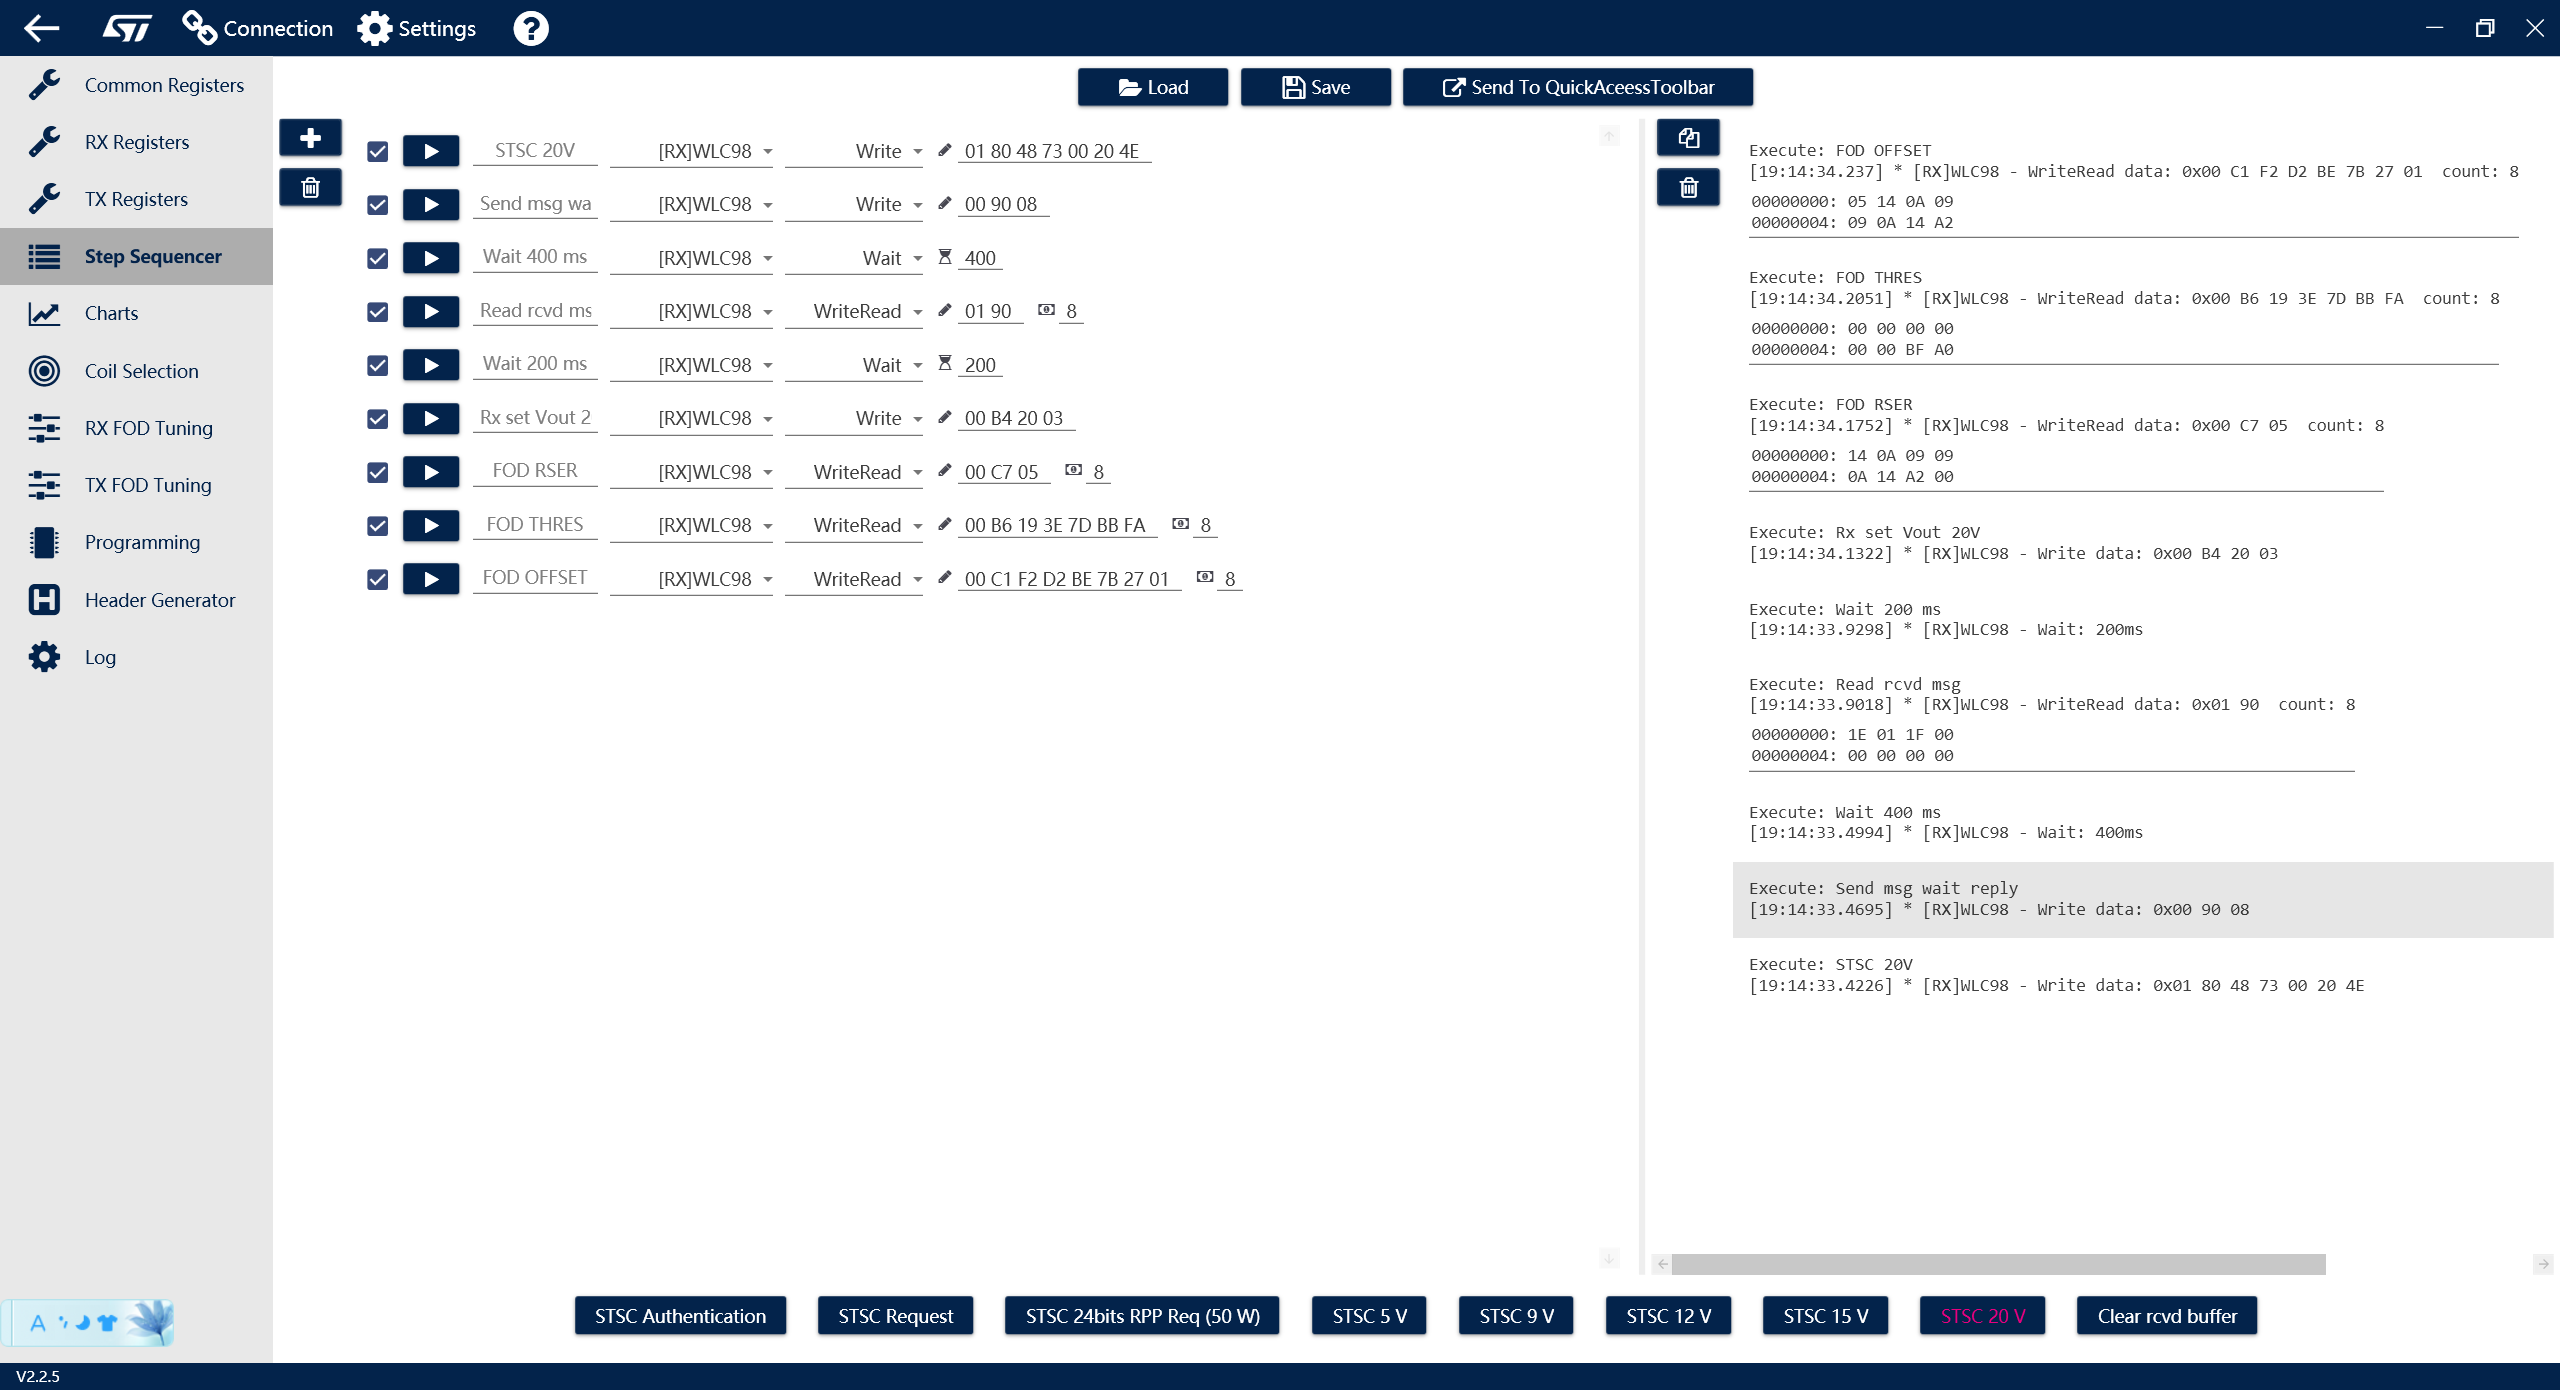 Connection
Settings
Common Registers
RX Registers
TX Registers
Step Sequencer
Charts
Coil Selection
RX FOD Tuning
TX FOD Tuning
Programming
Header Generator
Log
Load
Save
Send To QuickAceessToolbar
STSC 20V [RX]WLC98 Write 01 80 48 73 00 20 4E
Send msg wa [RX]WLC98 Write 00 90 08
Wait 400 ms [RX]WLC98 Wait 400
Read rcvd ms [RX]WLC98 WriteRead 01 90 8
Wait 200 ms [RX]WLC98 Wait 200
Rx set Vout 2 [RX]WLC98 Write 00 B4 20 03
FOD RSER [RX]WLC98 WriteRead 00 C7 05 8
FOD THRES [RX]WLC98 WriteRead 00 B6 19 3E 7D BB FA 8
FOD OFFSET [RX]WLC98 WriteRead 00 C1 F2 D2 BE 7B 27 01 8
Execute: FOD OFFSET
[19:14:34.237] * [RX]WLC98 - WriteRead data: 0x00 C1 F2 D2 BE 7B 27 01 count: 8
00000000: 05 14 0A 09
00000004: 09 0A 14 A2
Execute: FOD THRES
[19:14:34.2051] * [RX]WLC98 - WriteRead data: 0x00 B6 19 3E 7D BB FA count: 8
00000000: 00 00 00 00
00000004: 00 00 BF A0
Execute: FOD RSER
[19:14:34.1752] * [RX]WLC98 - WriteRead data: 0x00 C7 05 count: 8
00000000: 14 0A 09 09
00000004: 0A 14 A2 00
Execute: Rx set Vout 20V
[19:14:34.1322] * [RX]WLC98 - Write data: 0x00 B4 20 03
Execute: Wait 200 ms
[19:14:33.9298] * [RX]WLC98 - Wait: 200ms
Execute: Read rcvd msg
[19:14:33.9018] * [RX]WLC98 - WriteRead data: 0x01 90 count: 8
00000000: 1E 01 1F 00
00000004: 00 00 00 00
Execute: Wait 400 ms
[19:14:33.4994] * [RX]WLC98 - Wait: 400ms
Execute: Send msg wait reply
[19:14:33.4695] * [RX]WLC98 - Write data: 0x00 90 08
Execute: STSC 20V
[19:14:33.4226] * [RX]WLC98 - Write data: 0x01 80 48 73 00 20 4E
STSC Authentication
STSC Request
STSC 24bits RPP Req (50 W)
STSC 5 V
STSC 9 V
STSC 12 V
STSC 15 V
STSC 20 V
Clear rcvd buffer
A
V2.2.5